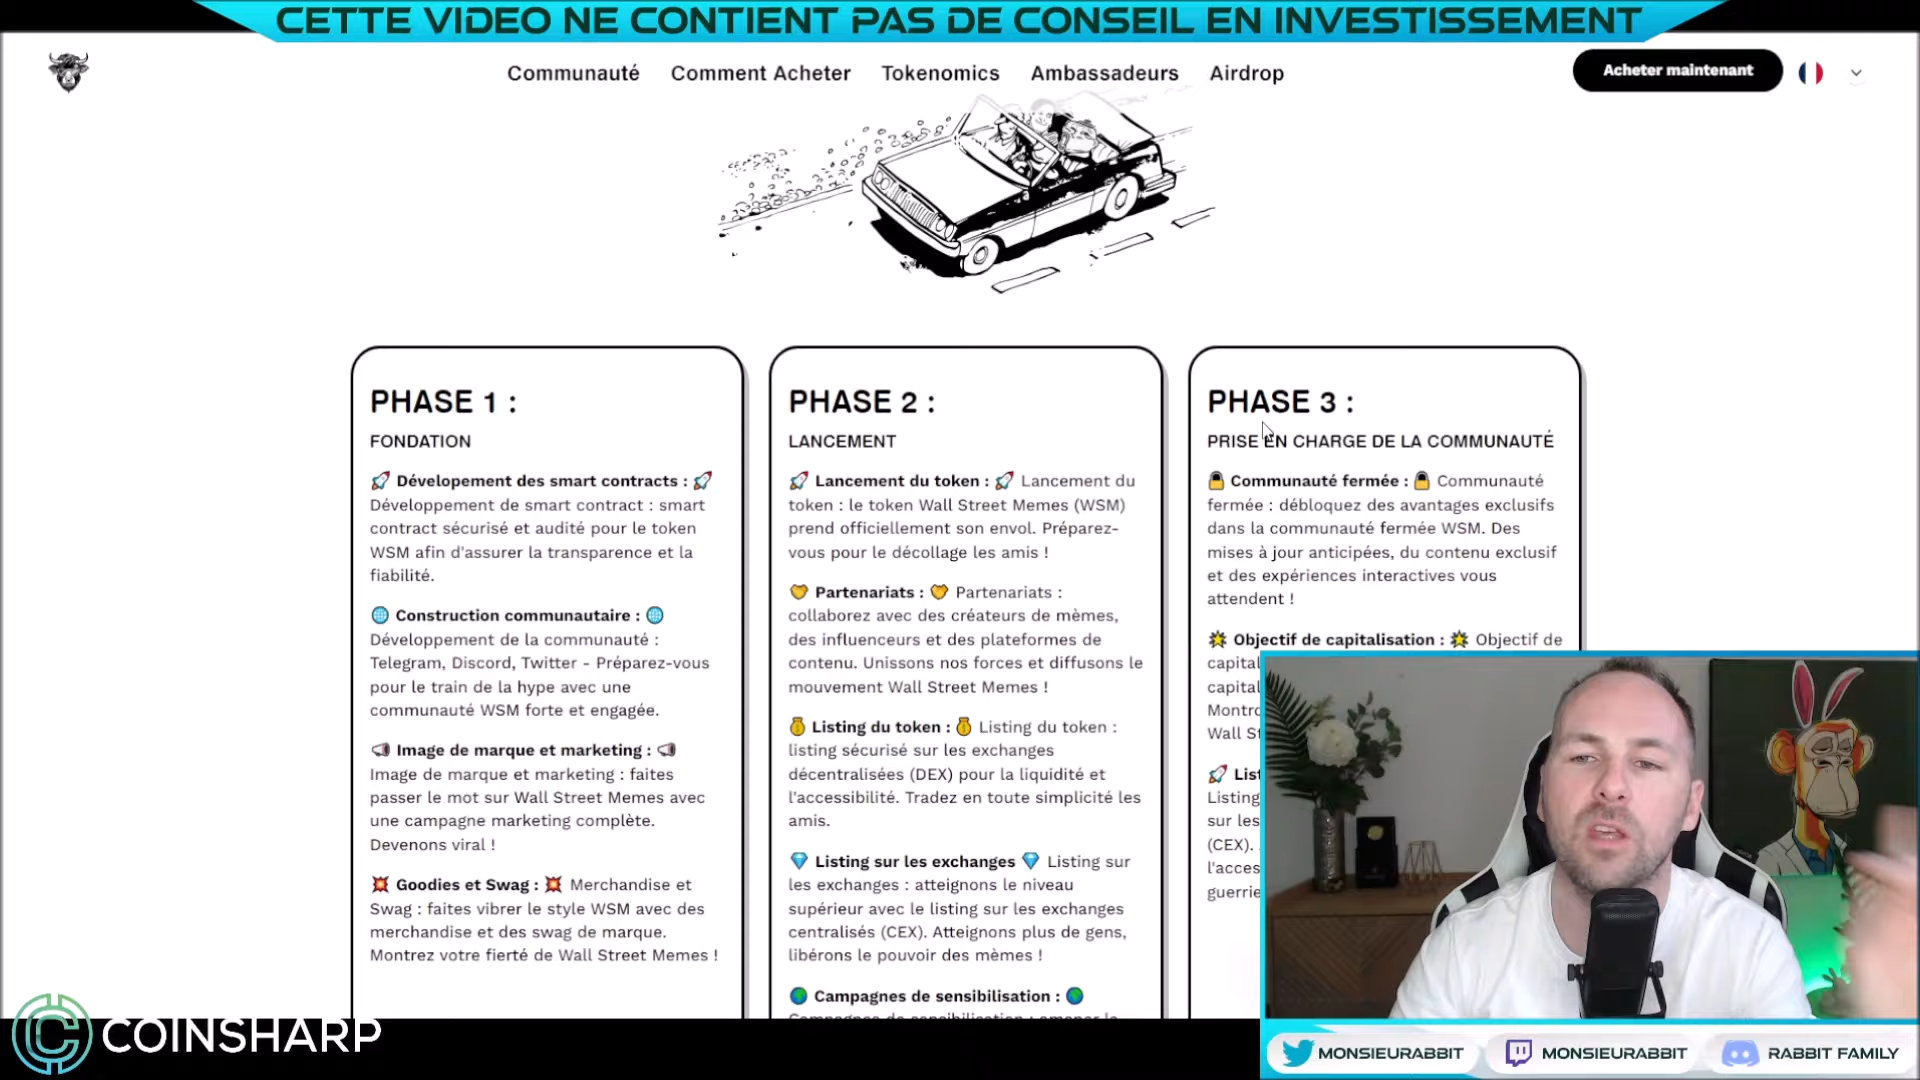 CETTE VIDEO NE CONTIENT PAS DE CONSEIL EN INVESTISSEMENT
Communauté Comment Acheter Tokenomics Ambassadeurs Airdrop
Acheter maintenant
PHASE 1 :
FONDATION
Dévelopement des smart contracts :
Développement de smart contract : smart
contract sécurisé et audité pour le token
WSM afin d'assurer la transparence et la
fiabilité.
Construction communautaire :
Développement de la communauté :
Telegram, Discord, Twitter - Préparez-vous
pour le train de la hype avec une
communauté WSM forte et engagée.
Image de marque et marketing :
Image de marque et marketing : faites
passer le mot sur Wall Street Memes avec
une campagne marketing complète.
Devenons viral !
Goodies et Swag : Merchandise et
Swag : faites vibrer le style WSM avec des
merchandise et des swag de marque.
Montrez votre fierté de Wall Street Memes !
PHASE 2 :
LANCEMENT
Lancement du token : Lancement du
token : le token Wall Street Memes (WSM)
prend officiellement son envol. Préparez-
vous pour le décollage les amis !
Partenariats : Partenariats :
collaborez avec des créateurs de mèmes,
des influenceurs et des plateformes de
contenu. Unissons nos forces et diffusons le
mouvement Wall Street Memes !
Listing du token : Listing du token :
listing sécurisé sur les exchanges
décentralisées (DEX) pour la liquidité et
l'accessibilité. Tradez en toute simplicité les
amis.
Listing sur les exchanges Listing sur
les exchanges : atteignons le niveau
supérieur avec le listing sur les exchanges
centralisés (CEX). Atteignons plus de gens,
libérons le pouvoir des mèmes !
Campagnes de sensibilisation :
PHASE 3 :
PRISE EN CHARGE DE LA COMMUNAUTÉ
Communauté fermée : Communauté
fermée : débloquez des avantages exclusifs
dans la communauté fermée WSM. Des
mises à jour anticipées, du contenu exclusif
et des expériences interactives vous
attendent !
Objectif de capitalisation : Objectif de
capital
capital
Montr
Wall St
List
Listing
sur les
(CEX).
l'acces
guerrie
COINSHARP
MONSIEURABBIT MONSIEURABBIT RABBIT FAMILY